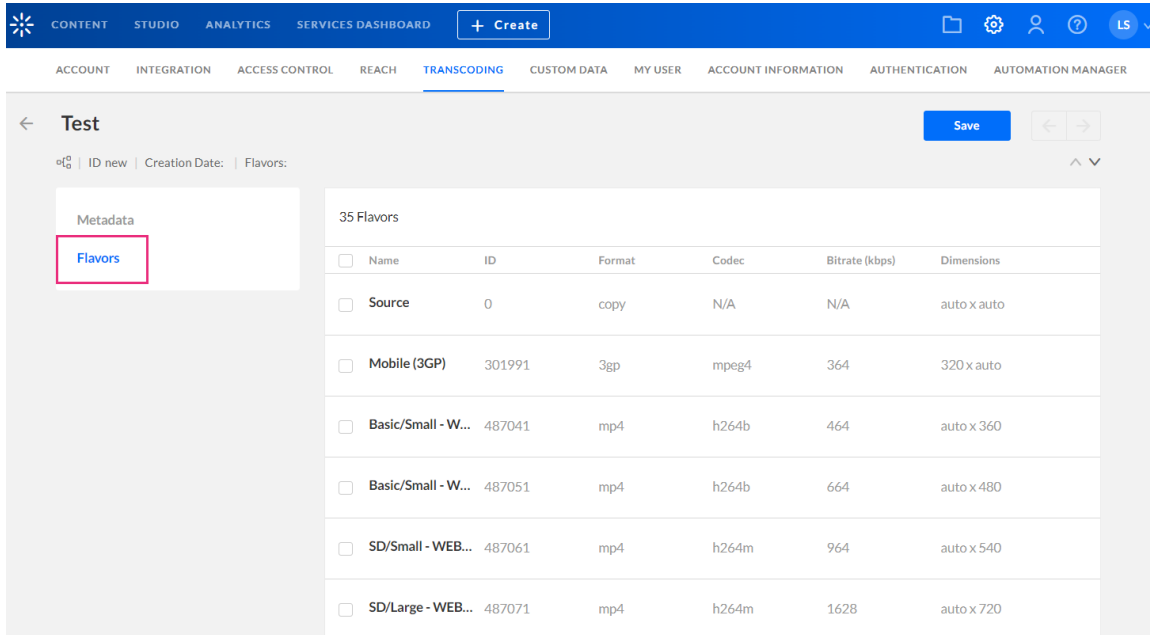 CONTENT STUDIO ANALYTICS SERVICES DASHBOARD + Create LS
ACCOUNT INTEGRATION ACCESS CONTROL REACH TRANSCODING CUSTOM DATA MY USER ACCOUNT INFORMATION AUTHENTICATION AUTOMATION MANAGER
Test Save
ID new | Creation Date: | Flavors:
Metadata
Flavors
35 Flavors
Name ID Format Codec Bitrate (kbps) Dimensions
Source 0 copy N/A N/A auto x auto
Mobile (3GP) 301991 3gp mpeg4 364 320 x auto
Basic/Small - W... 487041 mp4 h264b 464 auto x 360
Basic/Small - W... 487051 mp4 h264b 664 auto x 480
SD/Small - WEB... 487061 mp4 h264m 964 auto x 540
SD/Large - WEB... 487071 mp4 h264m 1628 auto x 720